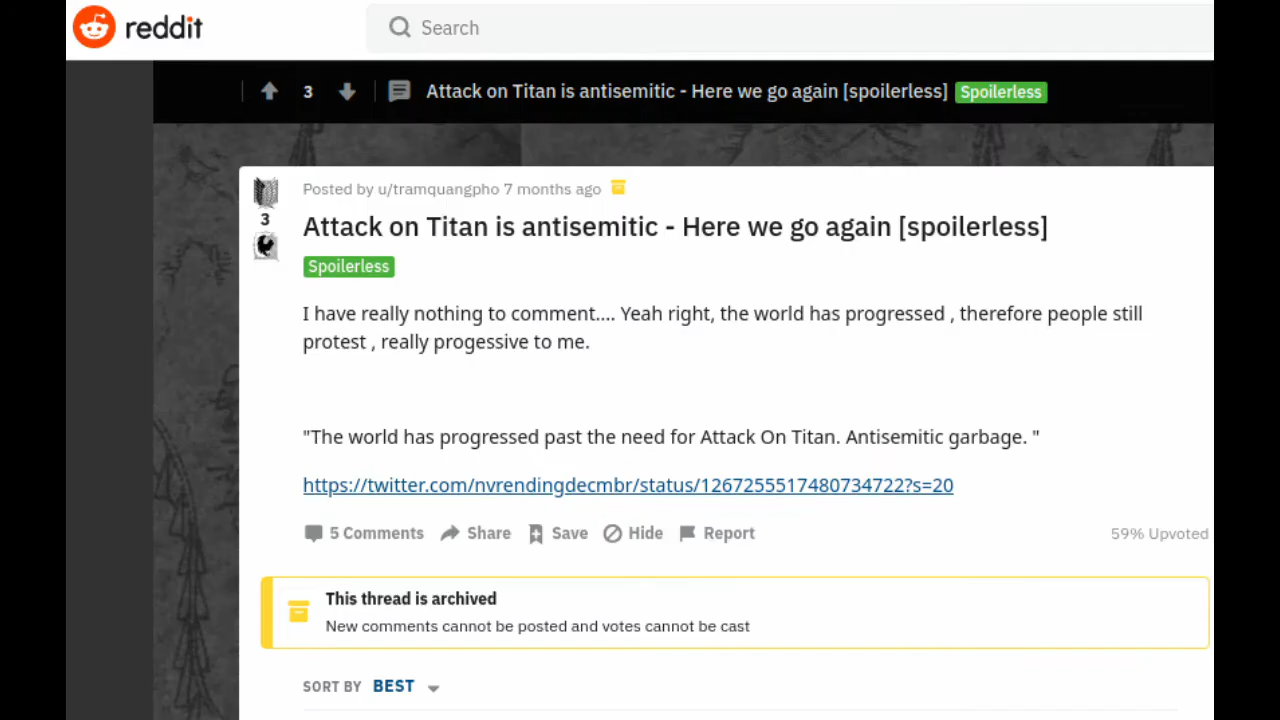 reddit
Search
3
Attack on Titan is antisemitic - Here we go again [spoilerless] Spoilerless
Posted by u/tramquangpho 7 months ago
3
Attack on Titan is antisemitic - Here we go again [spoilerless]
Spoilerless
I have really nothing to comment.... Yeah right, the world has progressed , therefore people still
protest , really progessive to me.
"The world has progressed past the need for Attack On Titan. Antisemitic garbage. "
https://twitter.com/nvrendingdecmbr/status/1267255517480734722?s=20
5 Comments Share Save Hide Report 59% Upvoted
This thread is archived
New comments cannot be posted and votes cannot be cast
SORT BY BEST